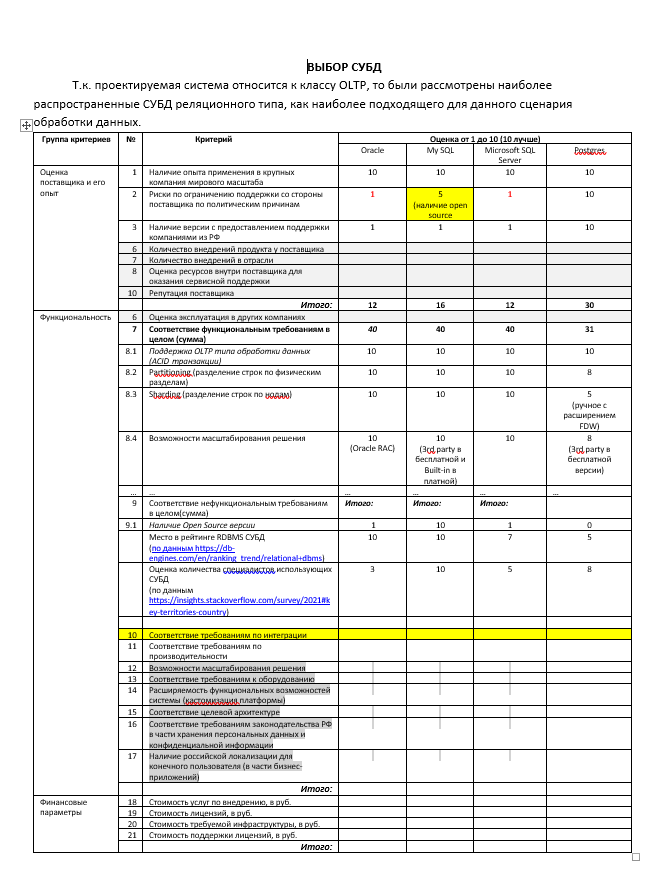 ВЫБОР СУБД
Т.к. проектируемая система относится к классу OLTP, то были рассмотрены наиболее
распространенные СУБД реляционного типа, как наиболее подходящего для данного сценария
обработки данных.
Группа критериев № Критерий Оценка от 1 до 10 (10 лучше)
Oracle My SQL Microsoft SQL Postgres
Server
Оценка 1 Наличие опыта применения в крупных 10 10 10 10
поставщика и его компаниях мирового масштаба
опыт 2 Риски по ограничению поддержки со стороны 1 5 1 10
поставщика по политическим причинам (наличие open
source
3 Наличие версии с предоставлением поддержки 1 1 1 10
компаниями из РФ
6 Количество внедрений продукта у поставщика
7 Количество внедрений в отрасли
8 Оценка ресурсов внутри поставщика для
оказания сервисной поддержки
10 Репутация поставщика
Итого: 12 16 12 30
Функциональность 6 Оценка эксплуатация в других компаниях
7 Соответствие функциональным требованиям в 40 40 40 31
целом (сумма)
8.1 Поддержка OLTP типа обработки данных 10 10 10 10
(ACID транзакции)
8.2 Partitioning (разделение строк по физическим 10 10 10 8
разделам)
8.3 Sharding (разделение строк по нодам) 10 10 10 5
(ручное с
расширением
FDW)
8.4 Возможности масштабирования решения 10 10 10 8
(Oracle RAC) (3rd party в (3rd party в
бесплатной и бесплатной
Built-in в версии)
платной)
... ... ... ... ... ...
9 Соответствие нефункциональным требованиям Итого: Итого: Итого:
в целом(сумма)
9.1 Наличие Open Source версии 1 10 1 0
Место в рейтинге RDBMS СУБД 10 10 7 5
(по данным https://db-
engines.com/en/ranking_trend/relational+dbms)
Оценка количества специалистов использующих 3 10 5 8
СУБД
(по данным
https://insights.stackoverflow.com/survey/2021#k
ey-territories-country)
10 Соответствие требованиям по интеграции
11 Соответствие требованиям по
производительности
12 Возможности масштабирования решения
13 Соответствие требованиям к оборудованию
14 Расширяемость функциональных возможностей
системы (кастомизация платформы)
15 Соответствие целевой архитектуре
16 Соответствие требованиям законодательства РФ
в части хранения персональных данных и
конфиденциальной информации
17 Наличие российской локализации для
конечного пользователя (в части бизнес-
приложений)
Итого:
Финансовые 18 Стоимость услуг по внедрению, в руб.
параметры 19 Стоимость лицензий, в руб.
20 Стоимость требуемой инфраструктуры, в руб.
21 Стоимость поддержки лицензий, в руб.
Итого: